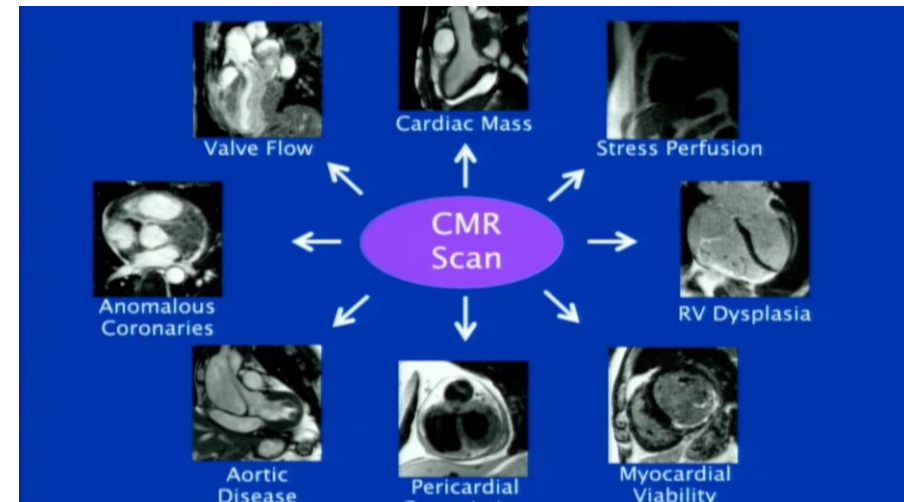 Valve Flow
Cardiac Mass
Stress Perfusion
CMR
Scan
Anomalous
Coronaries
RV Dysplasia
Aortic
Disease
Pericardial
Myocardial
Viability